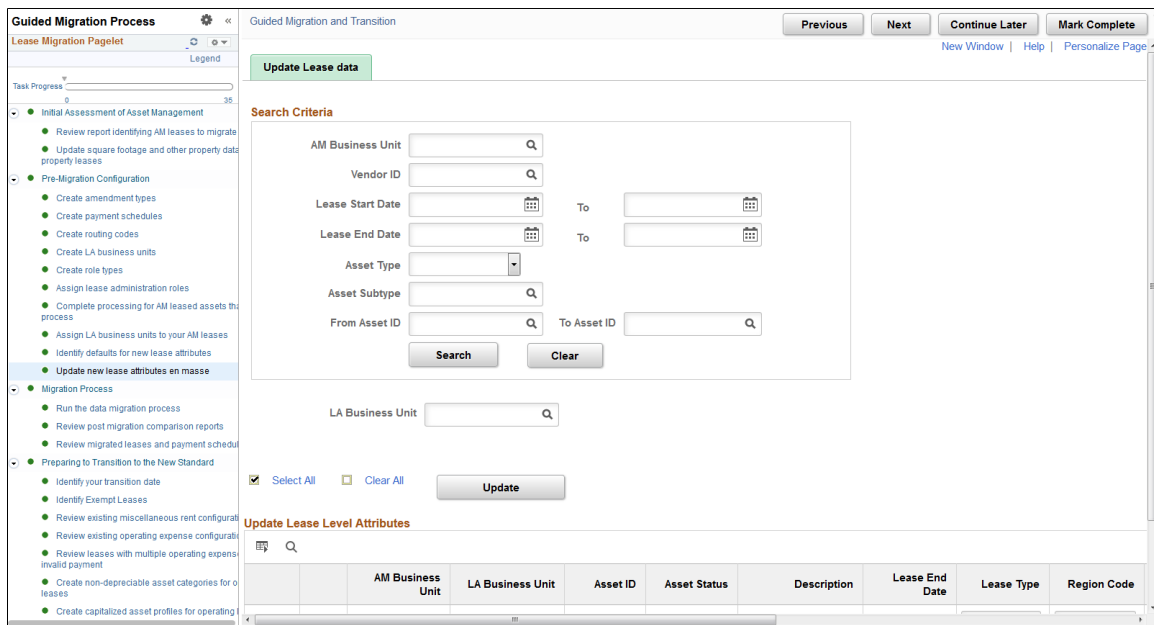 Guided Migration Process
«
Lease Migration Pagelet
Legend
Task Progress
0 35
Initial Assessment of Asset Management
Review report identifying AM leases to migrate
Update square footage and other property data
property leases
Pre-Migration Configuration
Create amendment types
Create payment schedules
Create routing codes
Create LA business units
Create role types
Assign lease administration roles
Complete processing for AM leased assets tha
process
Assign LA business units to your AM leases
Identify defaults for new lease attributes
Update new lease attributes en masse
Migration Process
Run the data migration process
Review post migration comparison reports
Review migrated leases and payment schedul
Preparing to Transition to the New Standard
Identify your transition date
Identify Exempt Leases
Review existing miscellaneous rent configurati
Review existing operating expense configuratio
Review leases with multiple operating expense
invalid payment
Create non-depreciable asset categories for o
leases
Create capitalized asset profiles for operating l
Guided Migration and Transition
Previous Next Continue Later Mark Complete
New Window | Help | Personalize Page
Update Lease data
Search Criteria
AM Business Unit
Vendor ID
Lease Start Date To
Lease End Date To
Asset Type
Asset Subtype
From Asset ID To Asset ID
Search Clear
LA Business Unit
Select All Clear All Update
Update Lease Level Attributes
AM Business Unit LA Business Unit Asset ID Asset Status Description Lease End Date Lease Type Region Code